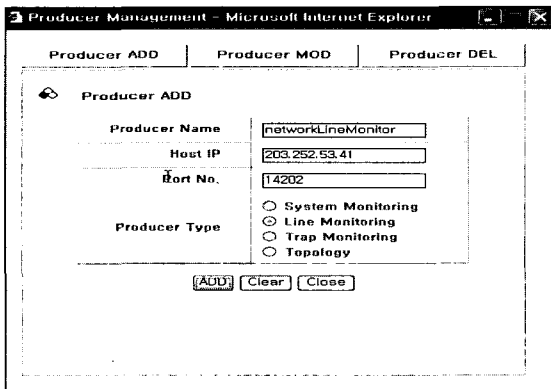 Producer Management - Microsoft Internet Explorer
Producer ADD Producer MOD Producer DEL
Producer ADD
Producer Name networkLineMonitor
Host IP 203.252.53.41
Port No. 14202
Producer Type
System Monitoring
Line Monitoring
Trap Monitoring
Topology
ADD Clear Close